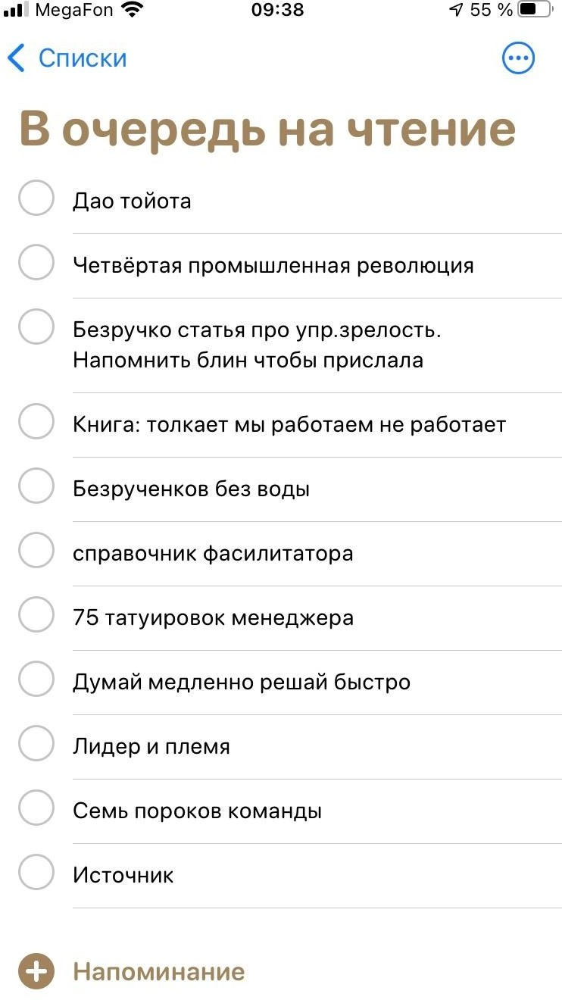 MegaFon 09:38 55 %
Списки
В очередь на чтение
Дао тойота
Четвёртая промышленная революция
Безручко статья про упр.зрелость.
Напомнить блин чтобы прислала
Книга: толкает мы работаем не работает
Безрученков без воды
справочник фасилитатора
75 татуировок менеджера
Думай медленно решай быстро
Лидер и племя
Семь пороков команды
Источник
Напоминание